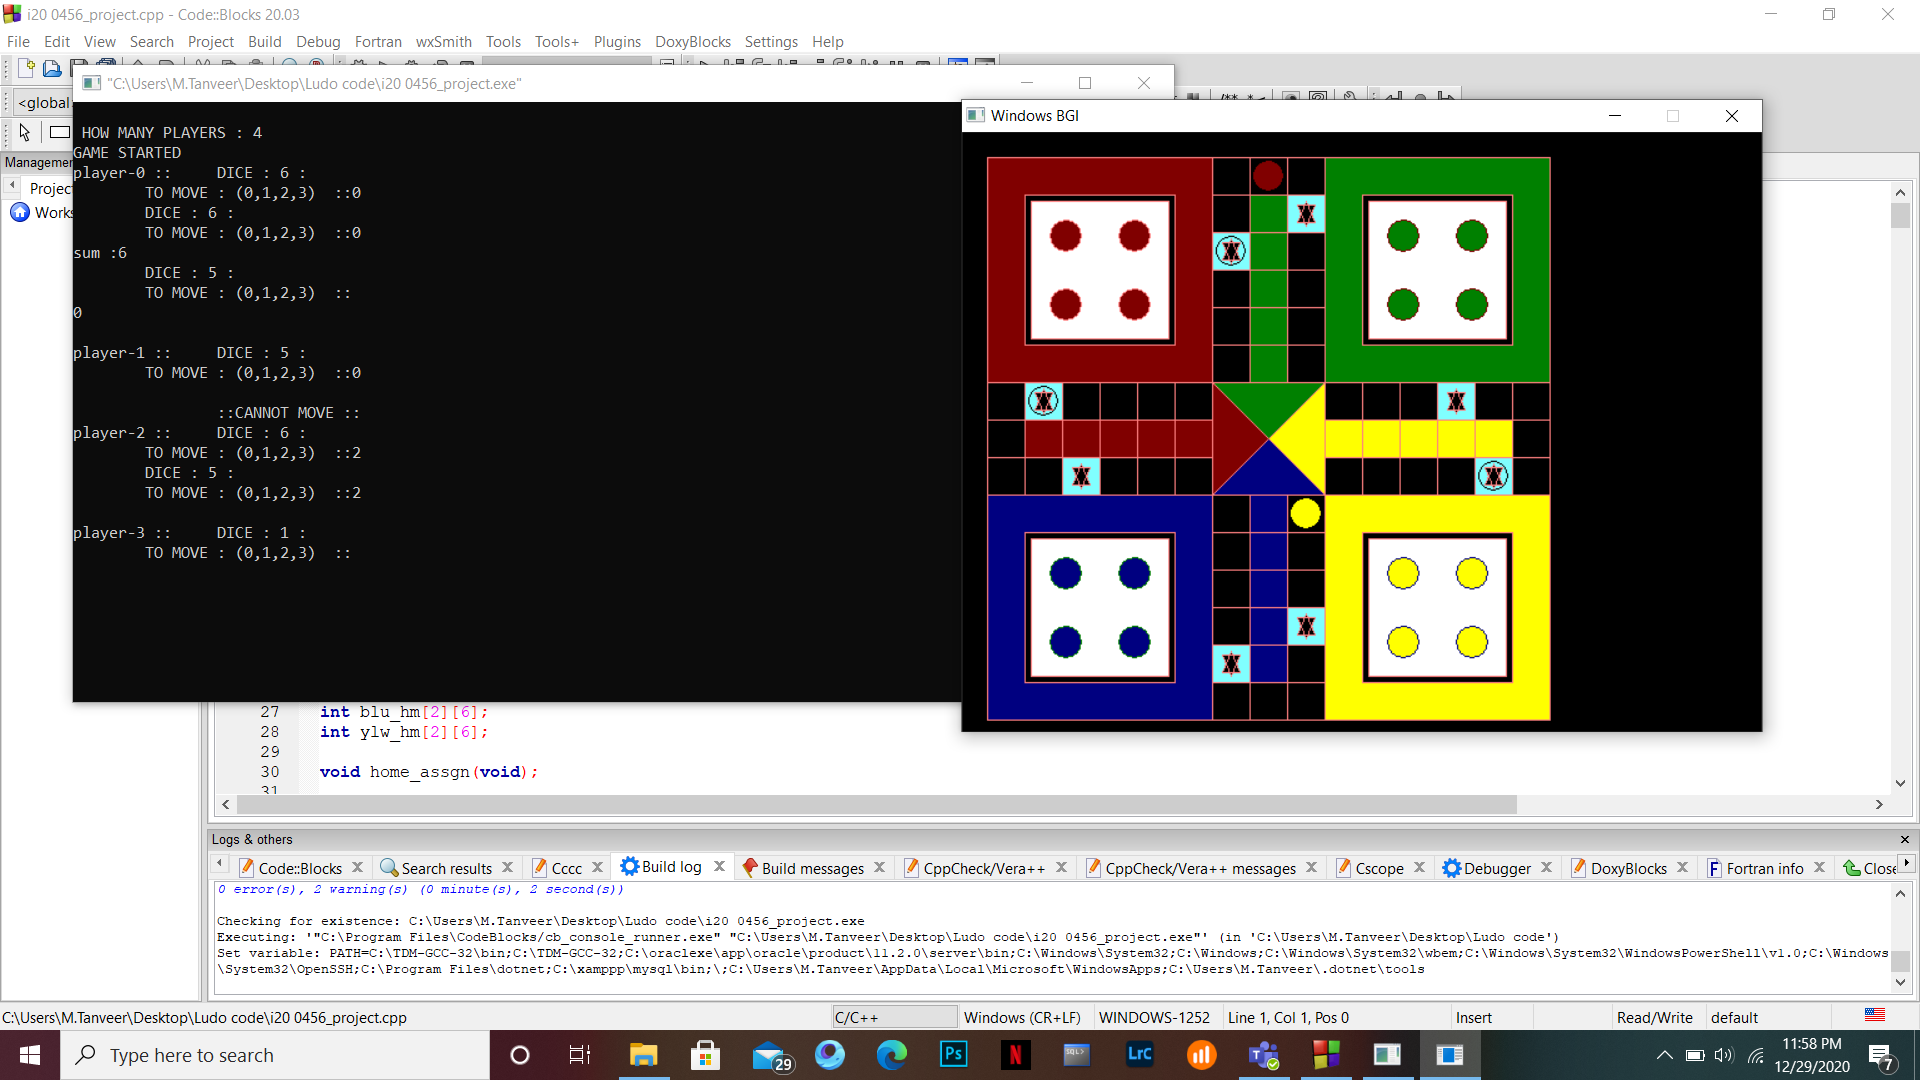 i20 0456_project.cpp - Code::Blocks 20.03
File Edit View Search Project Build Debug Fortran wxSmith Tools Tools+ Plugins DoxyBlocks Settings Help
"C:\Users\M.Tanveer\Desktop\Ludo code\i20 0456_project.exe"
<global
Windows BGI
HOW MANY PLAYERS : 4
GAME STARTED
player-0 :: DICE : 6 :
TO MOVE : (0,1,2,3) ::0
DICE : 6 :
TO MOVE : (0,1,2,3) ::0
sum :6
DICE : 5 :
TO MOVE : (0,1,2,3) ::
0
player-1 :: DICE : 5 :
TO MOVE : (0,1,2,3) ::0
::CANNOT MOVE ::
player-2 :: DICE : 6 :
TO MOVE : (0,1,2,3) ::2
DICE : 5 :
TO MOVE : (0,1,2,3) ::2
player-3 :: DICE : 1 :
TO MOVE : (0,1,2,3) ::
Managemen
Projec
Works
27 int blu_hm[2][6];
28 int ylw_hm[2][6];
29
30 void home_assgn(void);
31
Logs & others
Code::Blocks Search results Cccc Build log Build messages CppCheck/Vera++ CppCheck/Vera++ messages Cscope Debugger DoxyBlocks Fortran info Close
0 error(s), 2 warning(s) (0 minute(s), 2 second(s))
Checking for existence: C:\Users\M.Tanveer\Desktop\Ludo code\i20 0456_project.exe
Executing: '"C:\Program Files\CodeBlocks/cb_console_runner.exe" "C:\Users\M.Tanveer\Desktop\Ludo code\i20 0456_project.exe"' (in 'C:\Users\M.Tanveer\Desktop\Ludo code')
Set variable: PATH=C:\TDM-GCC-32\bin;C:\TDM-GCC-32;C:\oraclexe\app\oracle\product\11.2.0\server\bin;C:\Windows\System32;C:\Windows;C:\Windows\System32\wbem;C:\Windows\System32\WindowsPowerShell\v1.0;C:\Windows
\System32\OpenSSH;C:\Program Files\dotnet;C:\xamppp\mysql\bin;\;C:\Users\M.Tanveer\AppData\Local\Microsoft\WindowsApps;C:\Users\M.Tanveer\.dotnet\tools
C:\Users\M.Tanveer\Desktop\Ludo code\i20 0456_project.cpp C/C++ Windows (CR+LF) WINDOWS-1252 Line 1, Col 1, Pos 0 Insert Read/Write default
Type here to search
29
Ps
N
SQL>
LrC
11:58 PM
12/29/2020
7